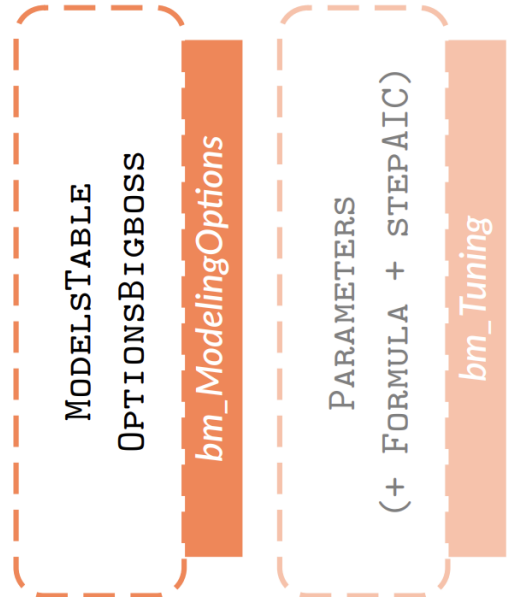 MODELSTABLE
OPTIONSBIGBOSS
bm_ModelingOptions
PARAMETERS
(+ FORMULA + STEPAIC)
bm_Tuning